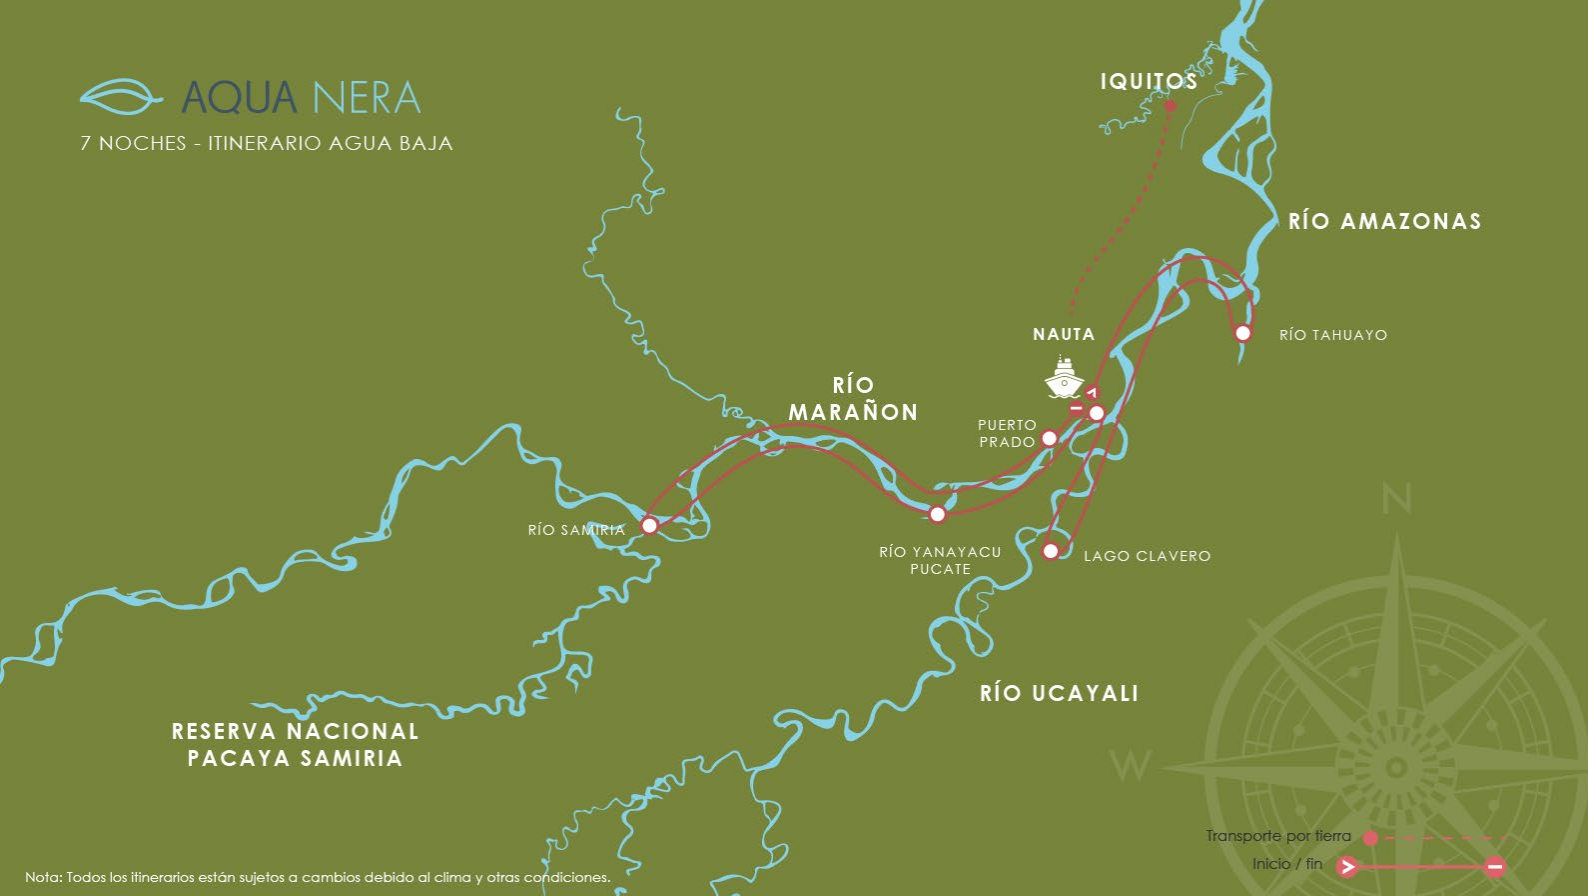 AQUA NERA
7 NOCHES - ITINERARIO AGUA BAJA
IQUITOS
RÍO AMAZONAS
NAUTA
RÍO TAHUAYO
RÍO
MARAÑON
PUERTO
PRADO
RÍO SAMIRIA
RÍO YANAYACU
PUCATE
LAGO CLAVERO
RÍO UCAYALI
RESERVA NACIONAL
PACAYA SAMIRIA
N
W
Transporte por tierra
Inicio / fin
Nota: Todos los itinerarios están sujetos a cambios debido al clima y otras condiciones.